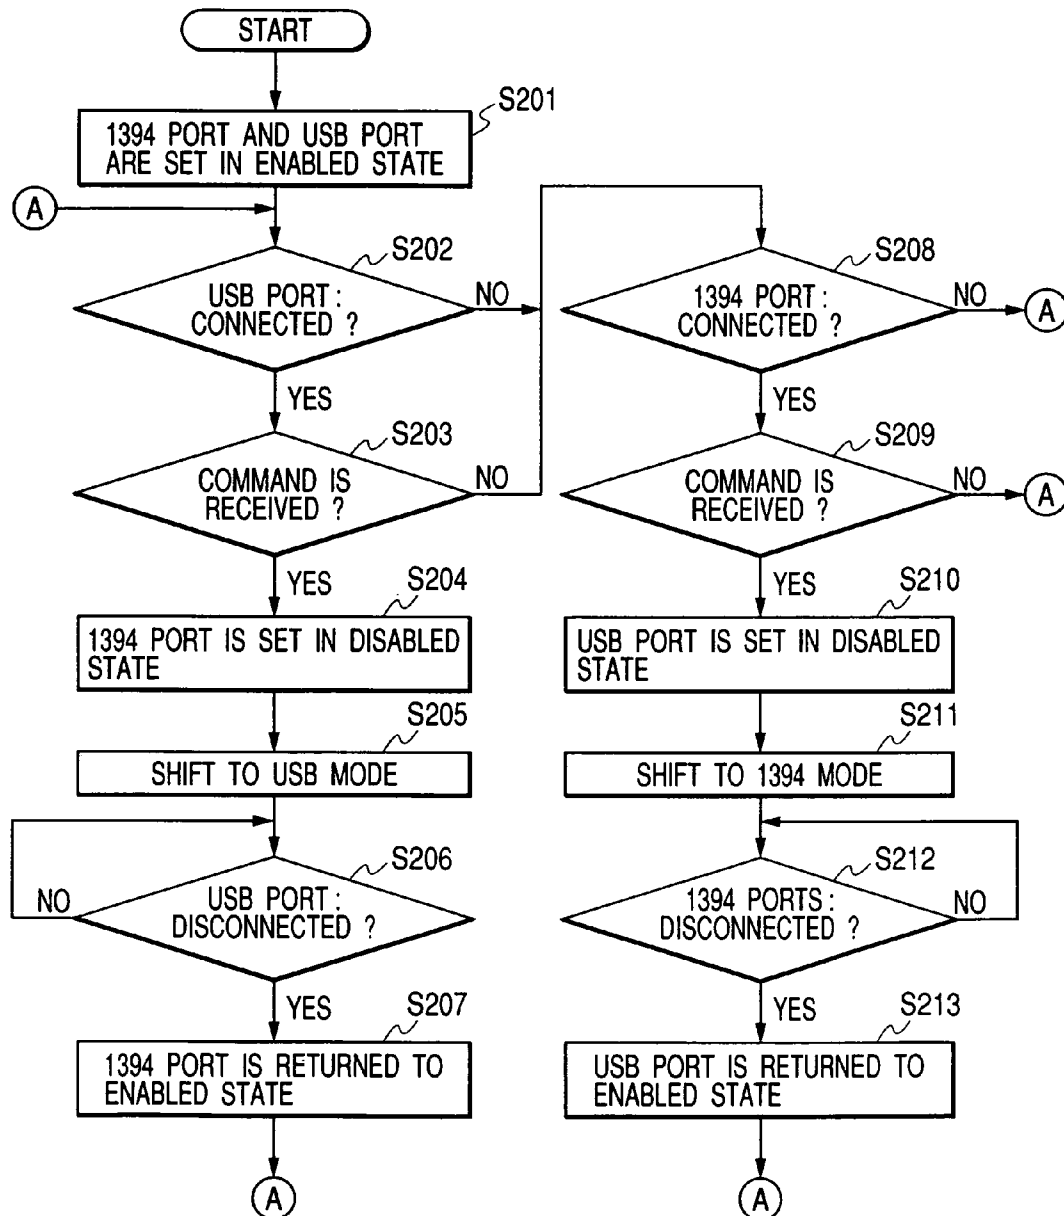 START
S201
1394 PORT AND USB PORT
ARE SET IN ENABLED STATE
A
S202
USB PORT :
CONNECTED ?
NO
YES
S203
COMMAND IS
RECEIVED ?
NO
YES
S204
1394 PORT IS SET IN DISABLED
STATE
S205
SHIFT TO USB MODE
S206
USB PORT :
DISCONNECTED ?
NO
YES
S207
1394 PORT IS RETURNED TO
ENABLED STATE
A
S208
1394 PORT :
CONNECTED ?
NO
A
YES
S209
COMMAND IS
RECEIVED ?
NO
A
YES
S210
USB PORT IS SET IN DISABLED
STATE
S211
SHIFT TO 1394 MODE
S212
1394 PORTS :
DISCONNECTED ?
NO
YES
S213
USB PORT IS RETURNED TO
ENABLED STATE
A